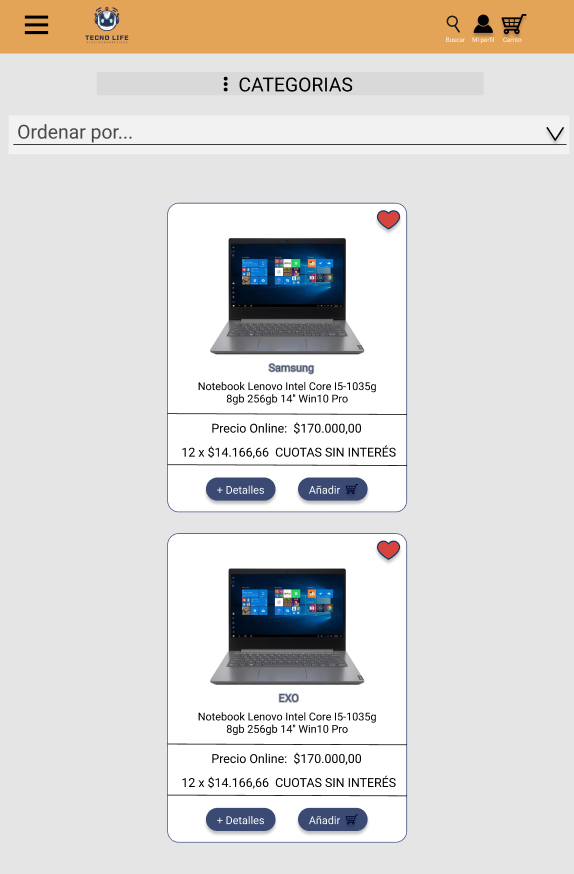 TECNO LIFE
Buscar
Mi perfil
Carrito
CATEGORIAS
Ordenar por...
Samsung
Notebook Lenovo Intel Core I5-1035g
8gb 256gb 14" Win10 Pro
Precio Online: $170.000,00
12 x $14.166,66 CUOTAS SIN INTERÉS
+ Detalles
Añadir
EXO
Notebook Lenovo Intel Core I5-1035g
8gb 256gb 14" Win10 Pro
Precio Online: $170.000,00
12 x $14.166,66 CUOTAS SIN INTERÉS
+ Detalles
Añadir